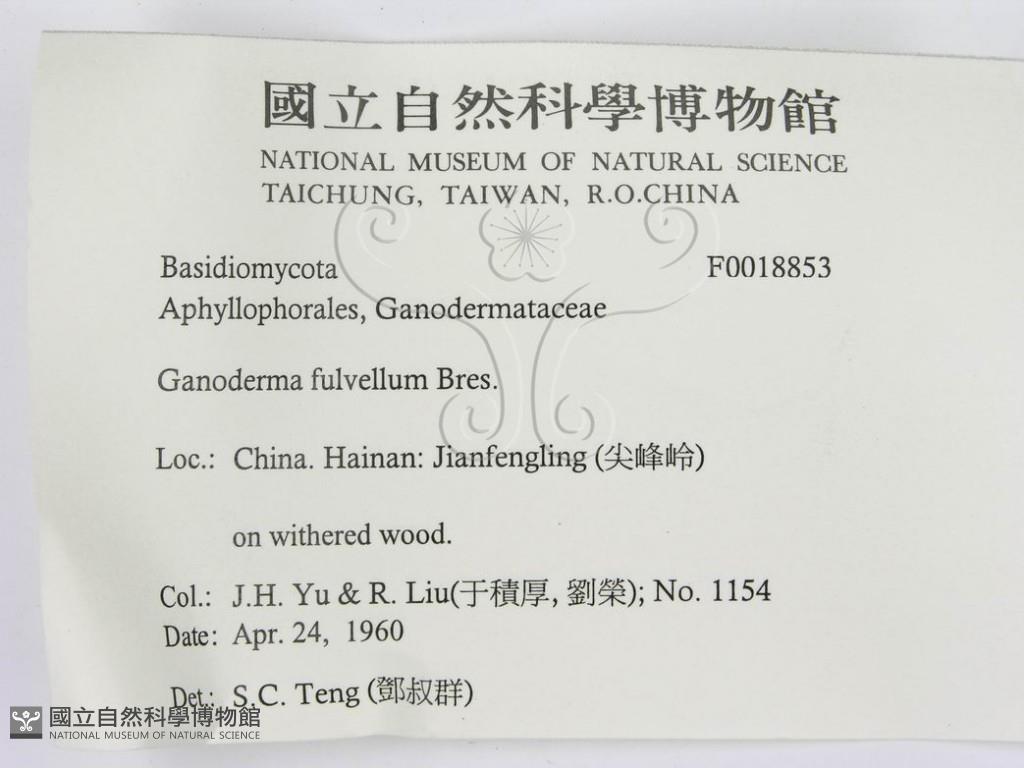 國立自然科學博物館
NATIONAL MUSEUM OF NATURAL SCIENCE
TAICHUNG, TAIWAN, R.O.CHINA
Basidiomycota F0018853
Aphyllophorales, Ganodermataceae
Ganoderma fulvellum Bres.
Loc.: China. Hainan: Jianfengling (尖峰岭)
on withered wood.
Col.: J.H. Yu & R. Liu(于積厚, 劉榮); No. 1154
Date: Apr. 24, 1960
Det.: S.C. Teng (鄧叔群)
國立自然科學博物館
NATIONAL MUSEUM OF NATURAL SCIENCE